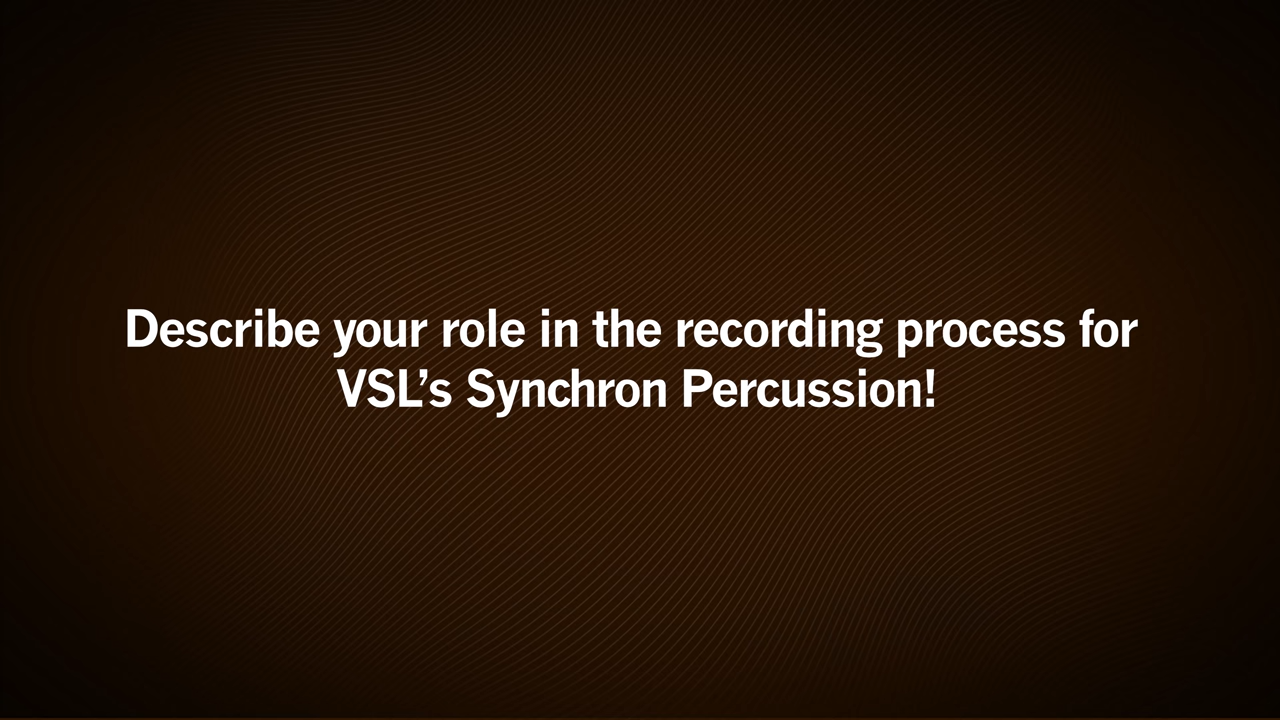 Describe your role in the recording process for
VSL’s Synchron Percussion!